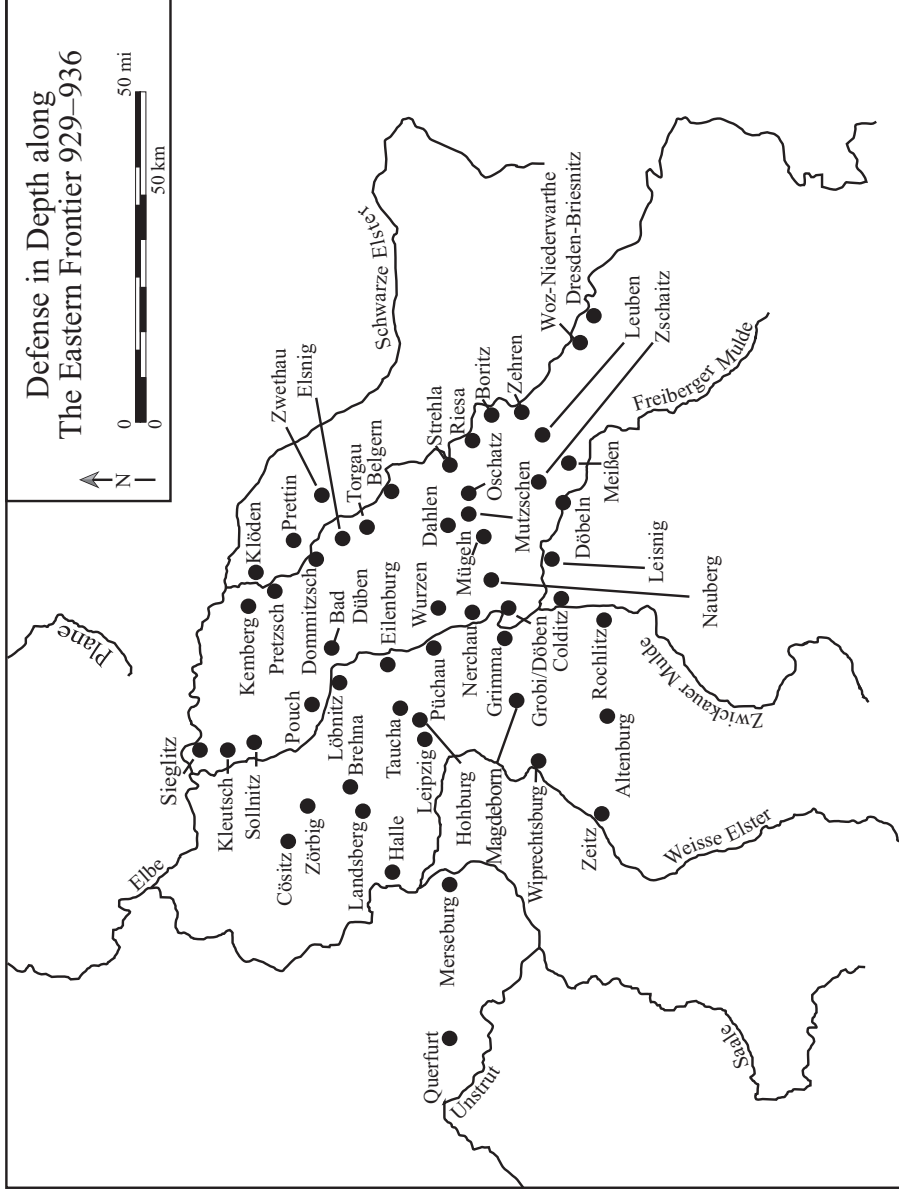 Defense in Depth along
The Eastern Frontier 929–936
0
50 mi
0
50 km
N
Plane
Elbe
Sieglitz
Kleutsch
Sollnitz
Klöden
Kemberg
Prettin
Pretzsch
Zwethau
Elsnig
Schwarze Elster
Cösitz
Zörbig
Pouch
Dommitzsch
Bad
Düben
Torgau
Belgern
Landsberg
Brehna
Löbnitz
Eilenburg
Halle
Taucha
Leipzig
Püchau
Wurzen
Dahlen
Strehla
Riesa
Boritz
Zehren
Woz-Niederwarthe
Dresden-Briesnitz
Querfurt
Merseburg
Hohburg
Magdeborn
Nerchau
Grimma
Mügeln
Oschatz
Mutzschen
Leuben
Zschaitz
Unstrut
Wiprechtsburg
Grobi/Döben
Colditz
Döbeln
Meißen
Freiberger Mulde
Zeitz
Altenburg
Rochlitz
Leisnig
Nauberg
Zwickauer Mulde
Weisse Elster
Saale